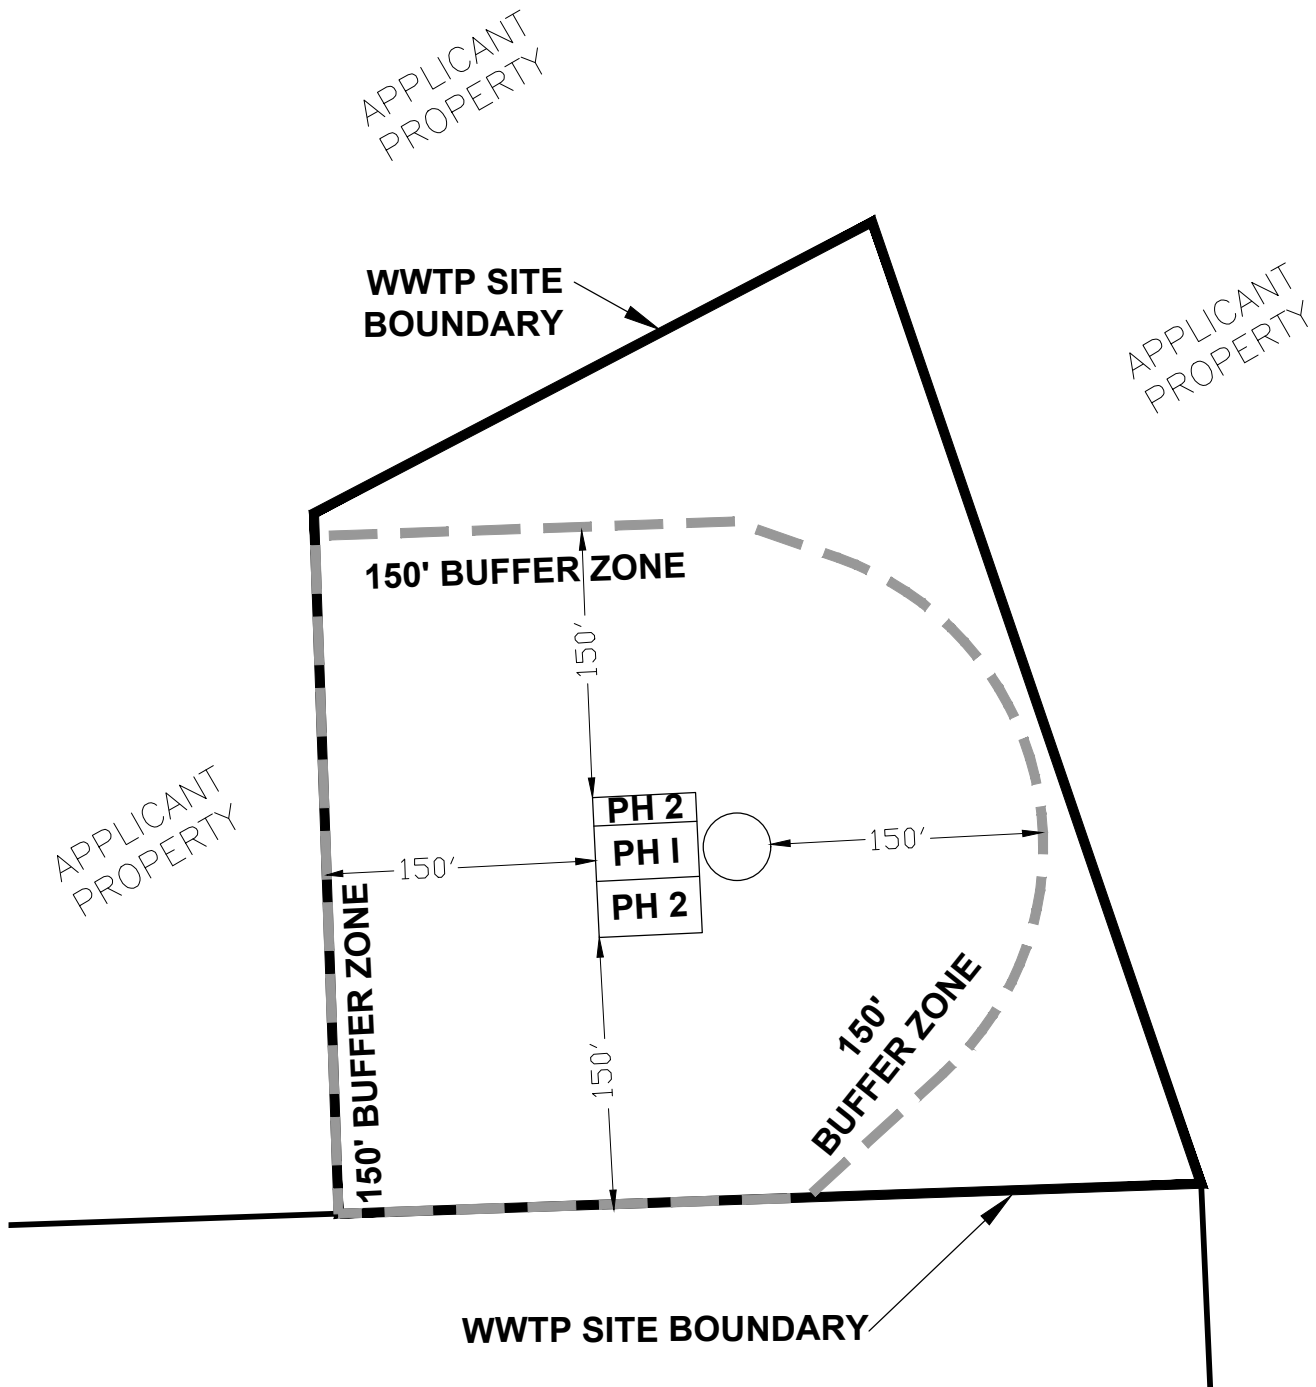 APPLICANT
PROPERTY
WWTP SITE
BOUNDARY
APPLICANT
PROPERTY
150' BUFFER ZONE
150'
APPLICANT
PROPERTY
PH 2
PH I
PH 2
150'
150'
150' BUFFER ZONE
150'
BUFFER ZONE
150'
WWTP SITE BOUNDARY